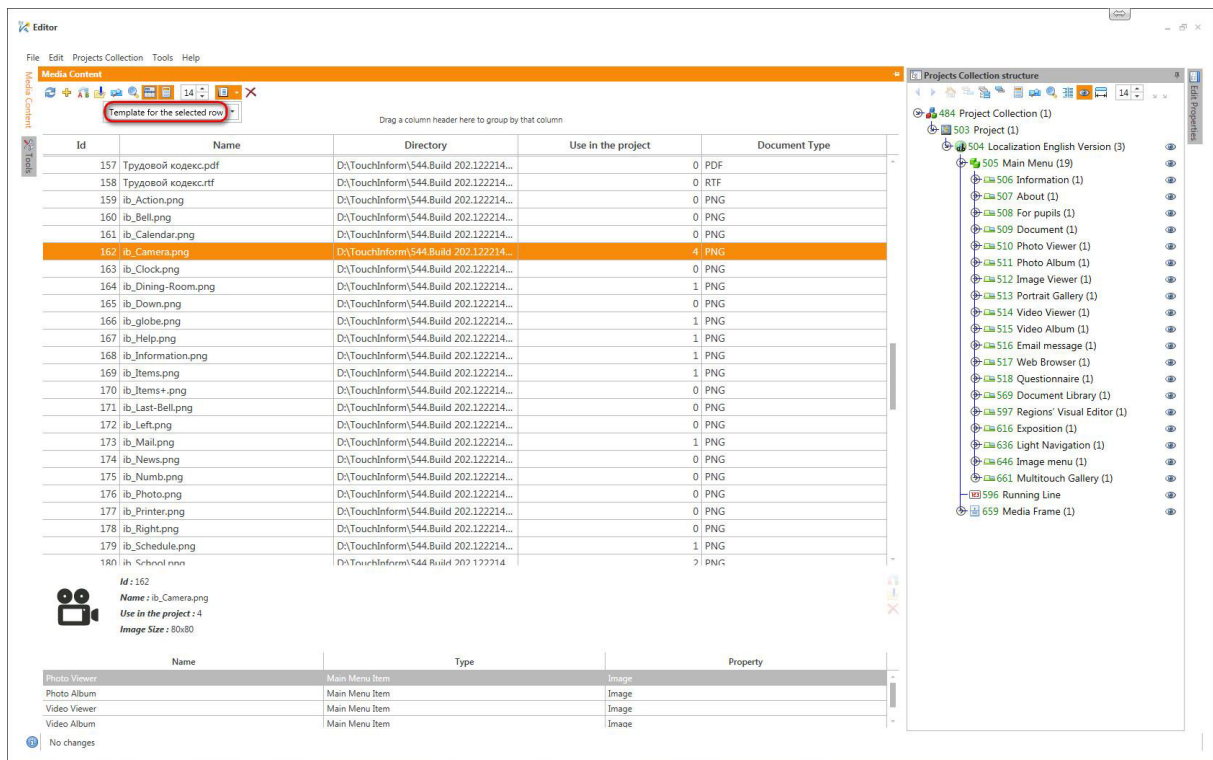 Editor
File Edit Projects Collection Tools Help
Media Content
Tools
Media Content
14
Template for the selected row
Drag a column header here to group by that column
Id Name Directory Use in the project Document Type
157 Трудовой кодекс.pdf D:\TouchInform\544.Build 202.122214... 0 PDF
158 Трудовой кодекс.rtf D:\TouchInform\544.Build 202.122214... 0 RTF
159 ib_Action.png D:\TouchInform\544.Build 202.122214... 0 PNG
160 ib_Bell.png D:\TouchInform\544.Build 202.122214... 0 PNG
161 ib_Calendar.png D:\TouchInform\544.Build 202.122214... 0 PNG
162 ib_Camera.png D:\TouchInform\544.Build 202.122214... 4 PNG
163 ib_Clock.png D:\TouchInform\544.Build 202.122214... 0 PNG
164 ib_Dining-Room.png D:\TouchInform\544.Build 202.122214... 1 PNG
165 ib_Down.png D:\TouchInform\544.Build 202.122214... 0 PNG
166 ib_globe.png D:\TouchInform\544.Build 202.122214... 1 PNG
167 ib_Help.png D:\TouchInform\544.Build 202.122214... 1 PNG
168 ib_Information.png D:\TouchInform\544.Build 202.122214... 1 PNG
169 ib_Items.png D:\TouchInform\544.Build 202.122214... 1 PNG
170 ib_Items+.png D:\TouchInform\544.Build 202.122214... 0 PNG
171 ib_Last-Bell.png D:\TouchInform\544.Build 202.122214... 0 PNG
172 ib_Left.png D:\TouchInform\544.Build 202.122214... 0 PNG
173 ib_Mail.png D:\TouchInform\544.Build 202.122214... 1 PNG
174 ib_News.png D:\TouchInform\544.Build 202.122214... 0 PNG
175 ib_Numb.png D:\TouchInform\544.Build 202.122214... 0 PNG
176 ib_Photo.png D:\TouchInform\544.Build 202.122214... 0 PNG
177 ib_Printer.png D:\TouchInform\544.Build 202.122214... 0 PNG
178 ib_Right.png D:\TouchInform\544.Build 202.122214... 0 PNG
179 ib_Schedule.png D:\TouchInform\544.Build 202.122214... 1 PNG
180 ib_School.png D:\TouchInform\544.Build 202.122214... 2 PNG
Id : 162
Name : ib_Camera.png
Use in the project : 4
Image Size : 80x80
Name Type Property
Photo Viewer Main Menu Item Image
Photo Album Main Menu Item Image
Video Viewer Main Menu Item Image
Video Album Main Menu Item Image
No changes
Projects Collection structure
14
484 Project Collection (1)
503 Project (1)
504 Localization English Version (3)
505 Main Menu (19)
506 Information (1)
507 About (1)
508 For pupils (1)
509 Document (1)
510 Photo Viewer (1)
511 Photo Album (1)
512 Image Viewer (1)
513 Portrait Gallery (1)
514 Video Viewer (1)
515 Video Album (1)
516 Email message (1)
517 Web Browser (1)
518 Questionnaire (1)
569 Document Library (1)
597 Regions' Visual Editor (1)
616 Exposition (1)
636 Light Navigation (1)
646 Image menu (1)
661 Multitouch Gallery (1)
596 Running Line
659 Media Frame (1)
Edit Properties